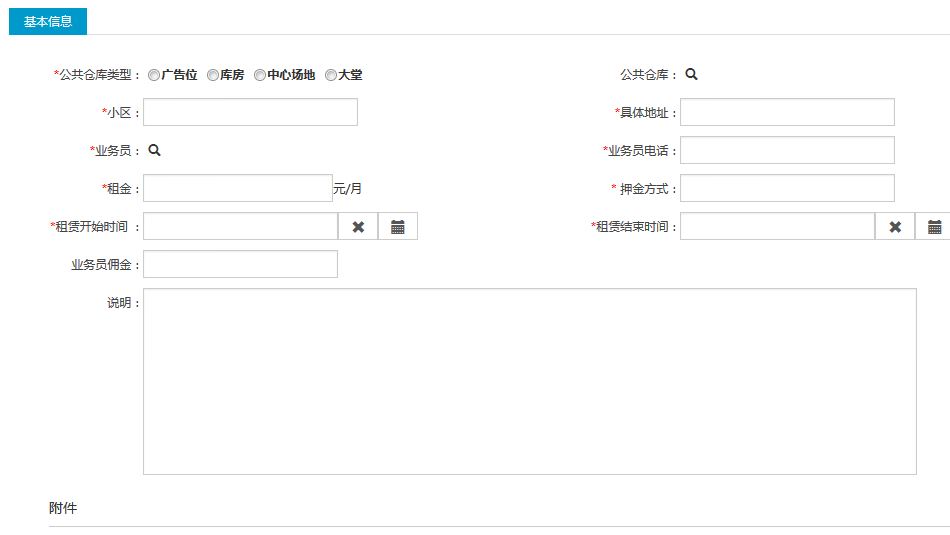 基本信息
*公共仓库类型： 广告位 库房 中心场地 大堂 公共仓库：
*小区： *具体地址：
*业务员： *业务员电话：
*租金： 元/月 * 押金方式：
*租赁开始时间 ： *租赁结束时间：
业务员佣金：
说明：
附件